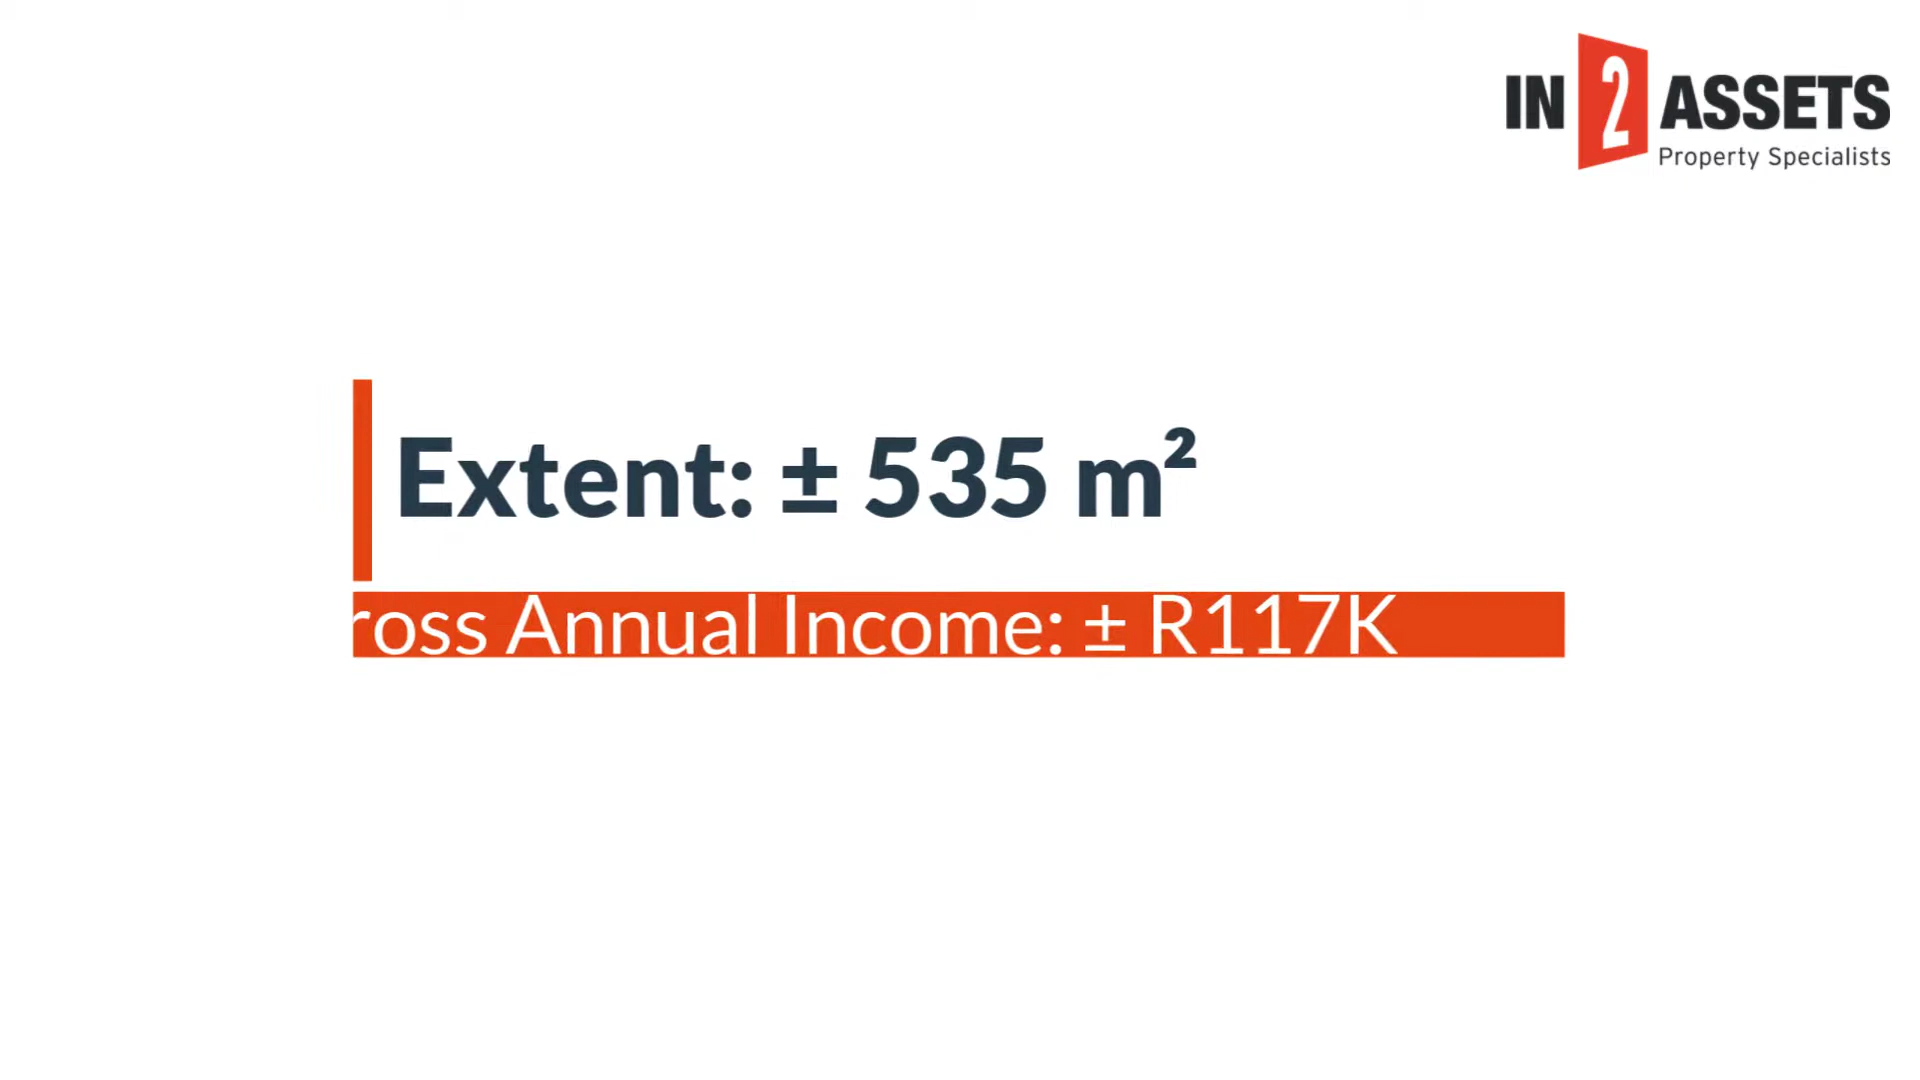 IN 2 ASSETS
Property Specialists
Extent: ± 535 m²
ross Annual Income: ± R117K